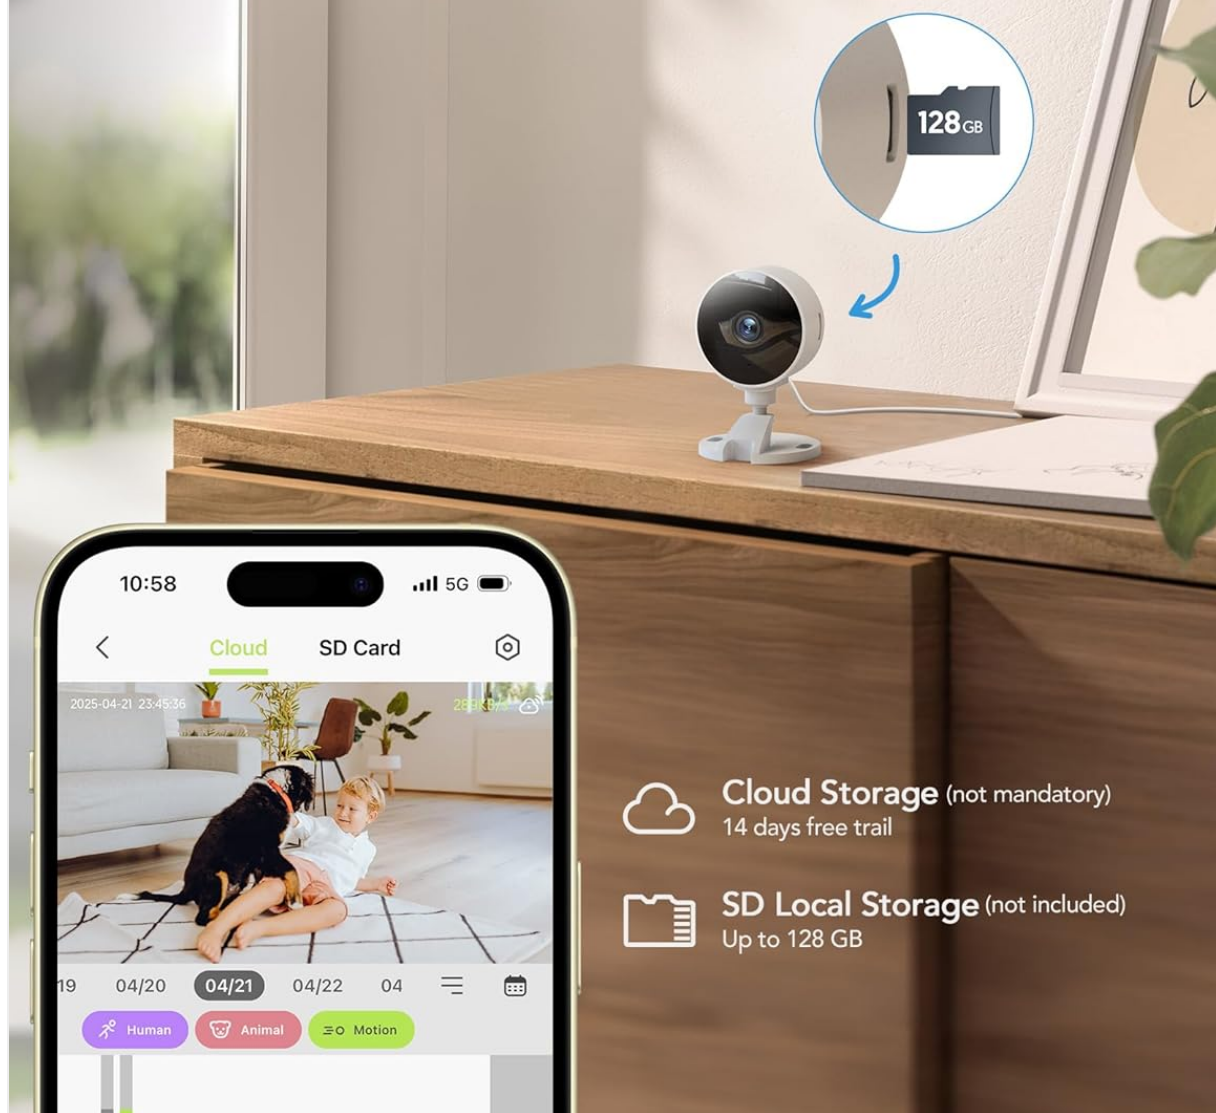 128GB
10:58
5G
Cloud
SD Card
2025-04-21 23:45:36
19
04/20
04/21
04/22
04
Human
Animal
Motion
Cloud Storage (not mandatory)
14 days free trail
SD Local Storage (not included)
Up to 128 GB